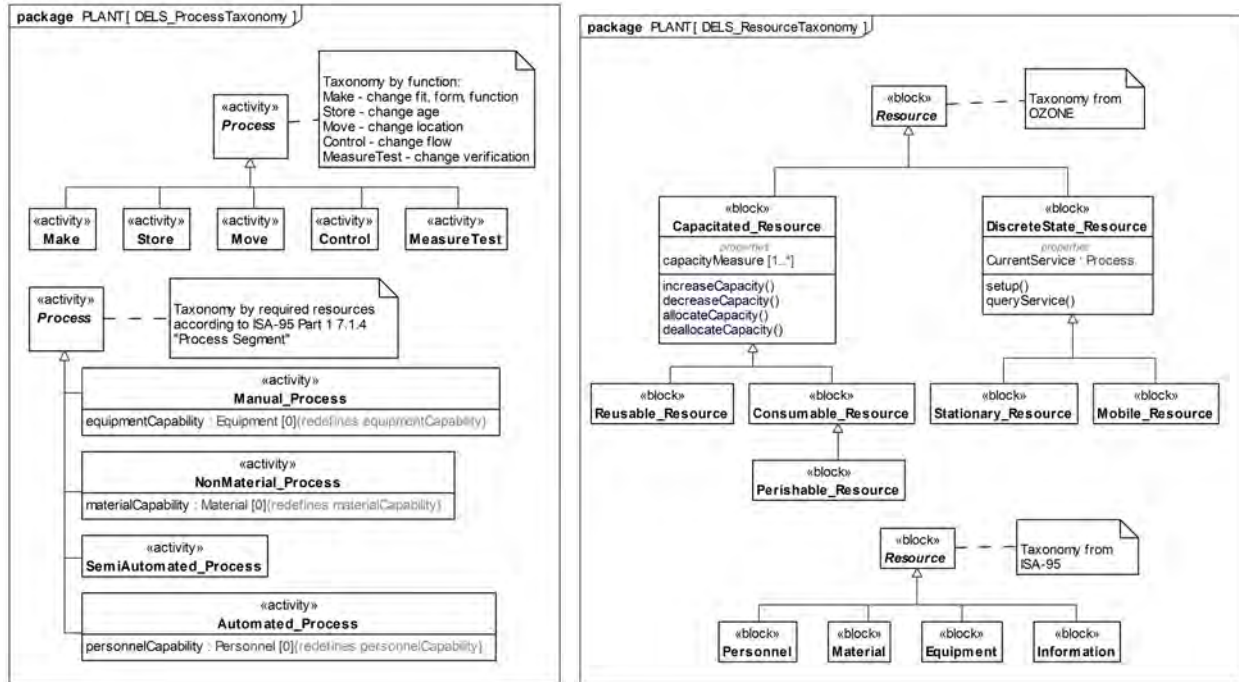 package PLANT[ DELS_ProcessTaxonomy ]
«activity»
Process
Taxonomy by function:
Make - change fit, form, function
Store - change age
Move - change location
Control - change flow
MeasureTest - change verification
«activity»
Make
«activity»
Store
«activity»
Move
«activity»
Control
«activity»
MeasureTest
«activity»
Process
Taxonomy by required resources
according to ISA-95 Part 1 7.1.4
"Process Segment"
«activity»
Manual_Process
equipmentCapability : Equipment [0]{redefines equipmentCapability}
«activity»
NonMaterial_Process
materialCapability : Material [0]{redefines materialCapability}
«activity»
SemiAutomated_Process
«activity»
Automated_Process
personnelCapability : Personnel [0]{redefines personnelCapability}
package PLANT[ DELS_ResourceTaxonomy ]
«block»
Resource
Taxonomy from
OZONE
«block»
Capacitated_Resource
properties
capacityMeasure [1..*]
increaseCapacity()
decreaseCapacity()
allocateCapacity()
deallocateCapacity()
«block»
DiscreteState_Resource
properties
CurrentService : Process
setup()
queryService()
«block»
Reusable_Resource
«block»
Consumable_Resource
«block»
Stationary_Resource
«block»
Mobile_Resource
«block»
Perishable_Resource
«block»
Resource
Taxonomy from
ISA-95
«block»
Personnel
«block»
Material
«block»
Equipment
«block»
Information